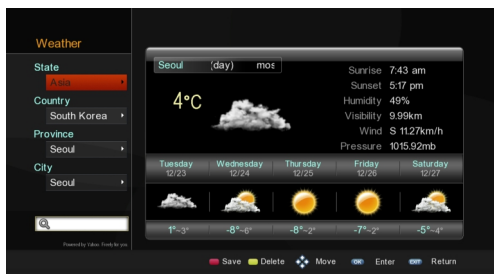 Weather
State
Asia
Country
South Korea
Province
Seoul
City
Seoul
Powered by Yahoo. Freely for you
Seoul (day) mos
4°C
Sunrise 7:43 am
Sunset 5:17 pm
Humidity 49%
Visibility 9.99km
Wind S 11.27km/h
Pressure 1015.92mb
Tuesday Wednesday Thursday Friday Saturday
12/23 12/24 12/25 12/26 12/27
1°~3° -8°~6° -8°~2° -7°~2° -5°~4°
Save Delete Move OK Enter EXIT Return